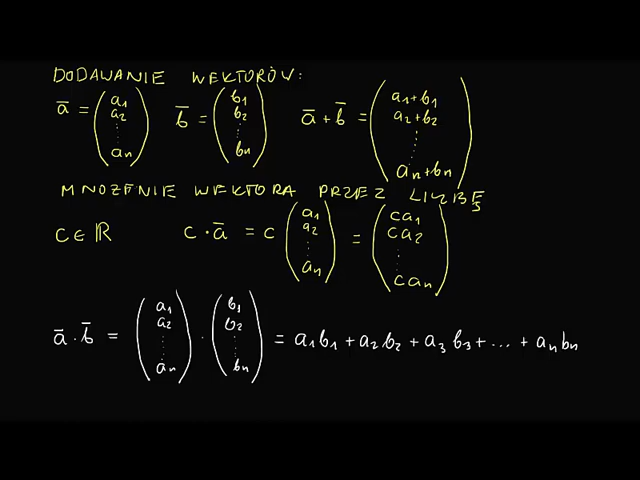 DODAWANIE WEKTORÓW:
ā = (a₁ a₂ ⋮ aₙ) b̄ = (b₁ b₂ ⋮ bₙ) ā + b̄ = (a₁+b₁ a₂+b₂ ⋮ aₙ+bₙ)
MNOŻENIE WEKTORA PRZEZ LICZBĘ
c ∈ ℝ c · ā = c (a₁ a₂ ⋮ aₙ) = (ca₁ ca₂ ⋮ caₙ)
ā · b̄ = (a₁ a₂ ⋮ aₙ) · (b₁ b₂ ⋮ bₙ) = a₁b₁ + a₂b₂ + a₃b₃ + ... + aₙbₙ